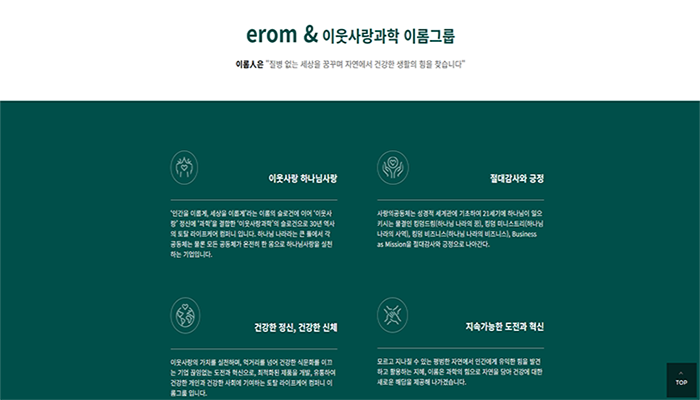 erom & 이웃사랑과학 이롬그룹
이롬人은 "질병 없는 세상을 꿈꾸며 자연에서 건강한 생활의 힘을 찾습니다"
이웃사랑 하나님사랑
'인간을 이롭게, 세상을 이롭게'라는 이롬의 슬로건에 이어 '이웃사
랑' 정신에 '과학'을 결합한 '이웃사랑과학'의 슬로건으로 30년 역사
의 토탈 라이프케어 컴퍼니 입니다. 하나님 나라라는 큰 틀에서 각
공동체는 물론 모든 공동체가 온전히 한 몸으로 하나님사랑을 실천
하는 기업입니다.
절대감사와 긍정
사랑의공동체는 성경적 세계관에 기초하여 21세기에 하나님이 일으
키시는 물결인 킹덤드림(하나님 나라의 꿈), 킹덤 미니스트리(하나님
나라의 사역), 킹덤 비즈니스(하나님 나라의 비즈니스), Business
as Mission을 절대감사와 긍정으로 나아간다.
건강한 정신, 건강한 신체
이웃사랑의 가치를 실천하며, 먹거리를 넘어 건강한 식문화를 이끄
는 기업 끊임없는 도전과 혁신으로, 최적화된 제품을 개발, 유통하여
건강한 개인과 건강한 사회에 기여하는 토탈 라이프케어 컴퍼니 이
롬그룹 입니다.
지속가능한 도전과 혁신
모르고 지나칠 수 있는 평범한 자연에서 인간에게 유익한 힘을 발견
하고 활용하는 지혜, 이롬은 과학의 힘으로 자연을 담아 건강에 대한
새로운 해답을 제공해 나가겠습니다.
TOP